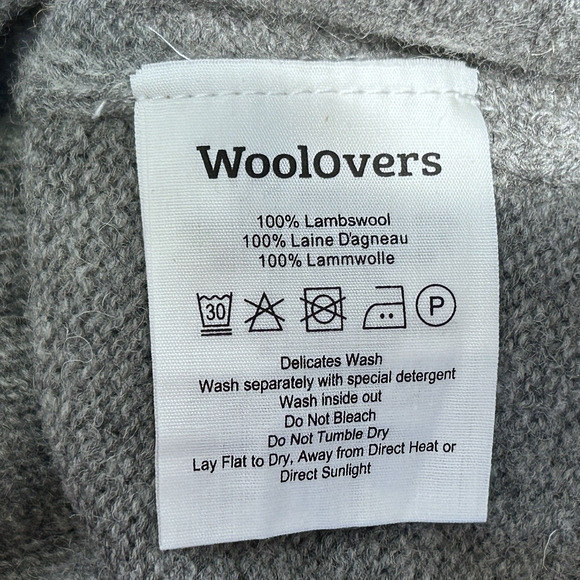 WoolOvers
100% Lambswool
100% Laine D'agneau
100% Lammwolle
30 P
Delicates Wash
Wash separately with special detergent
Wash inside out
Do Not Bleach
Do Not Tumble Dry
Lay Flat to Dry, Away from Direct Heat or
Direct Sunlight